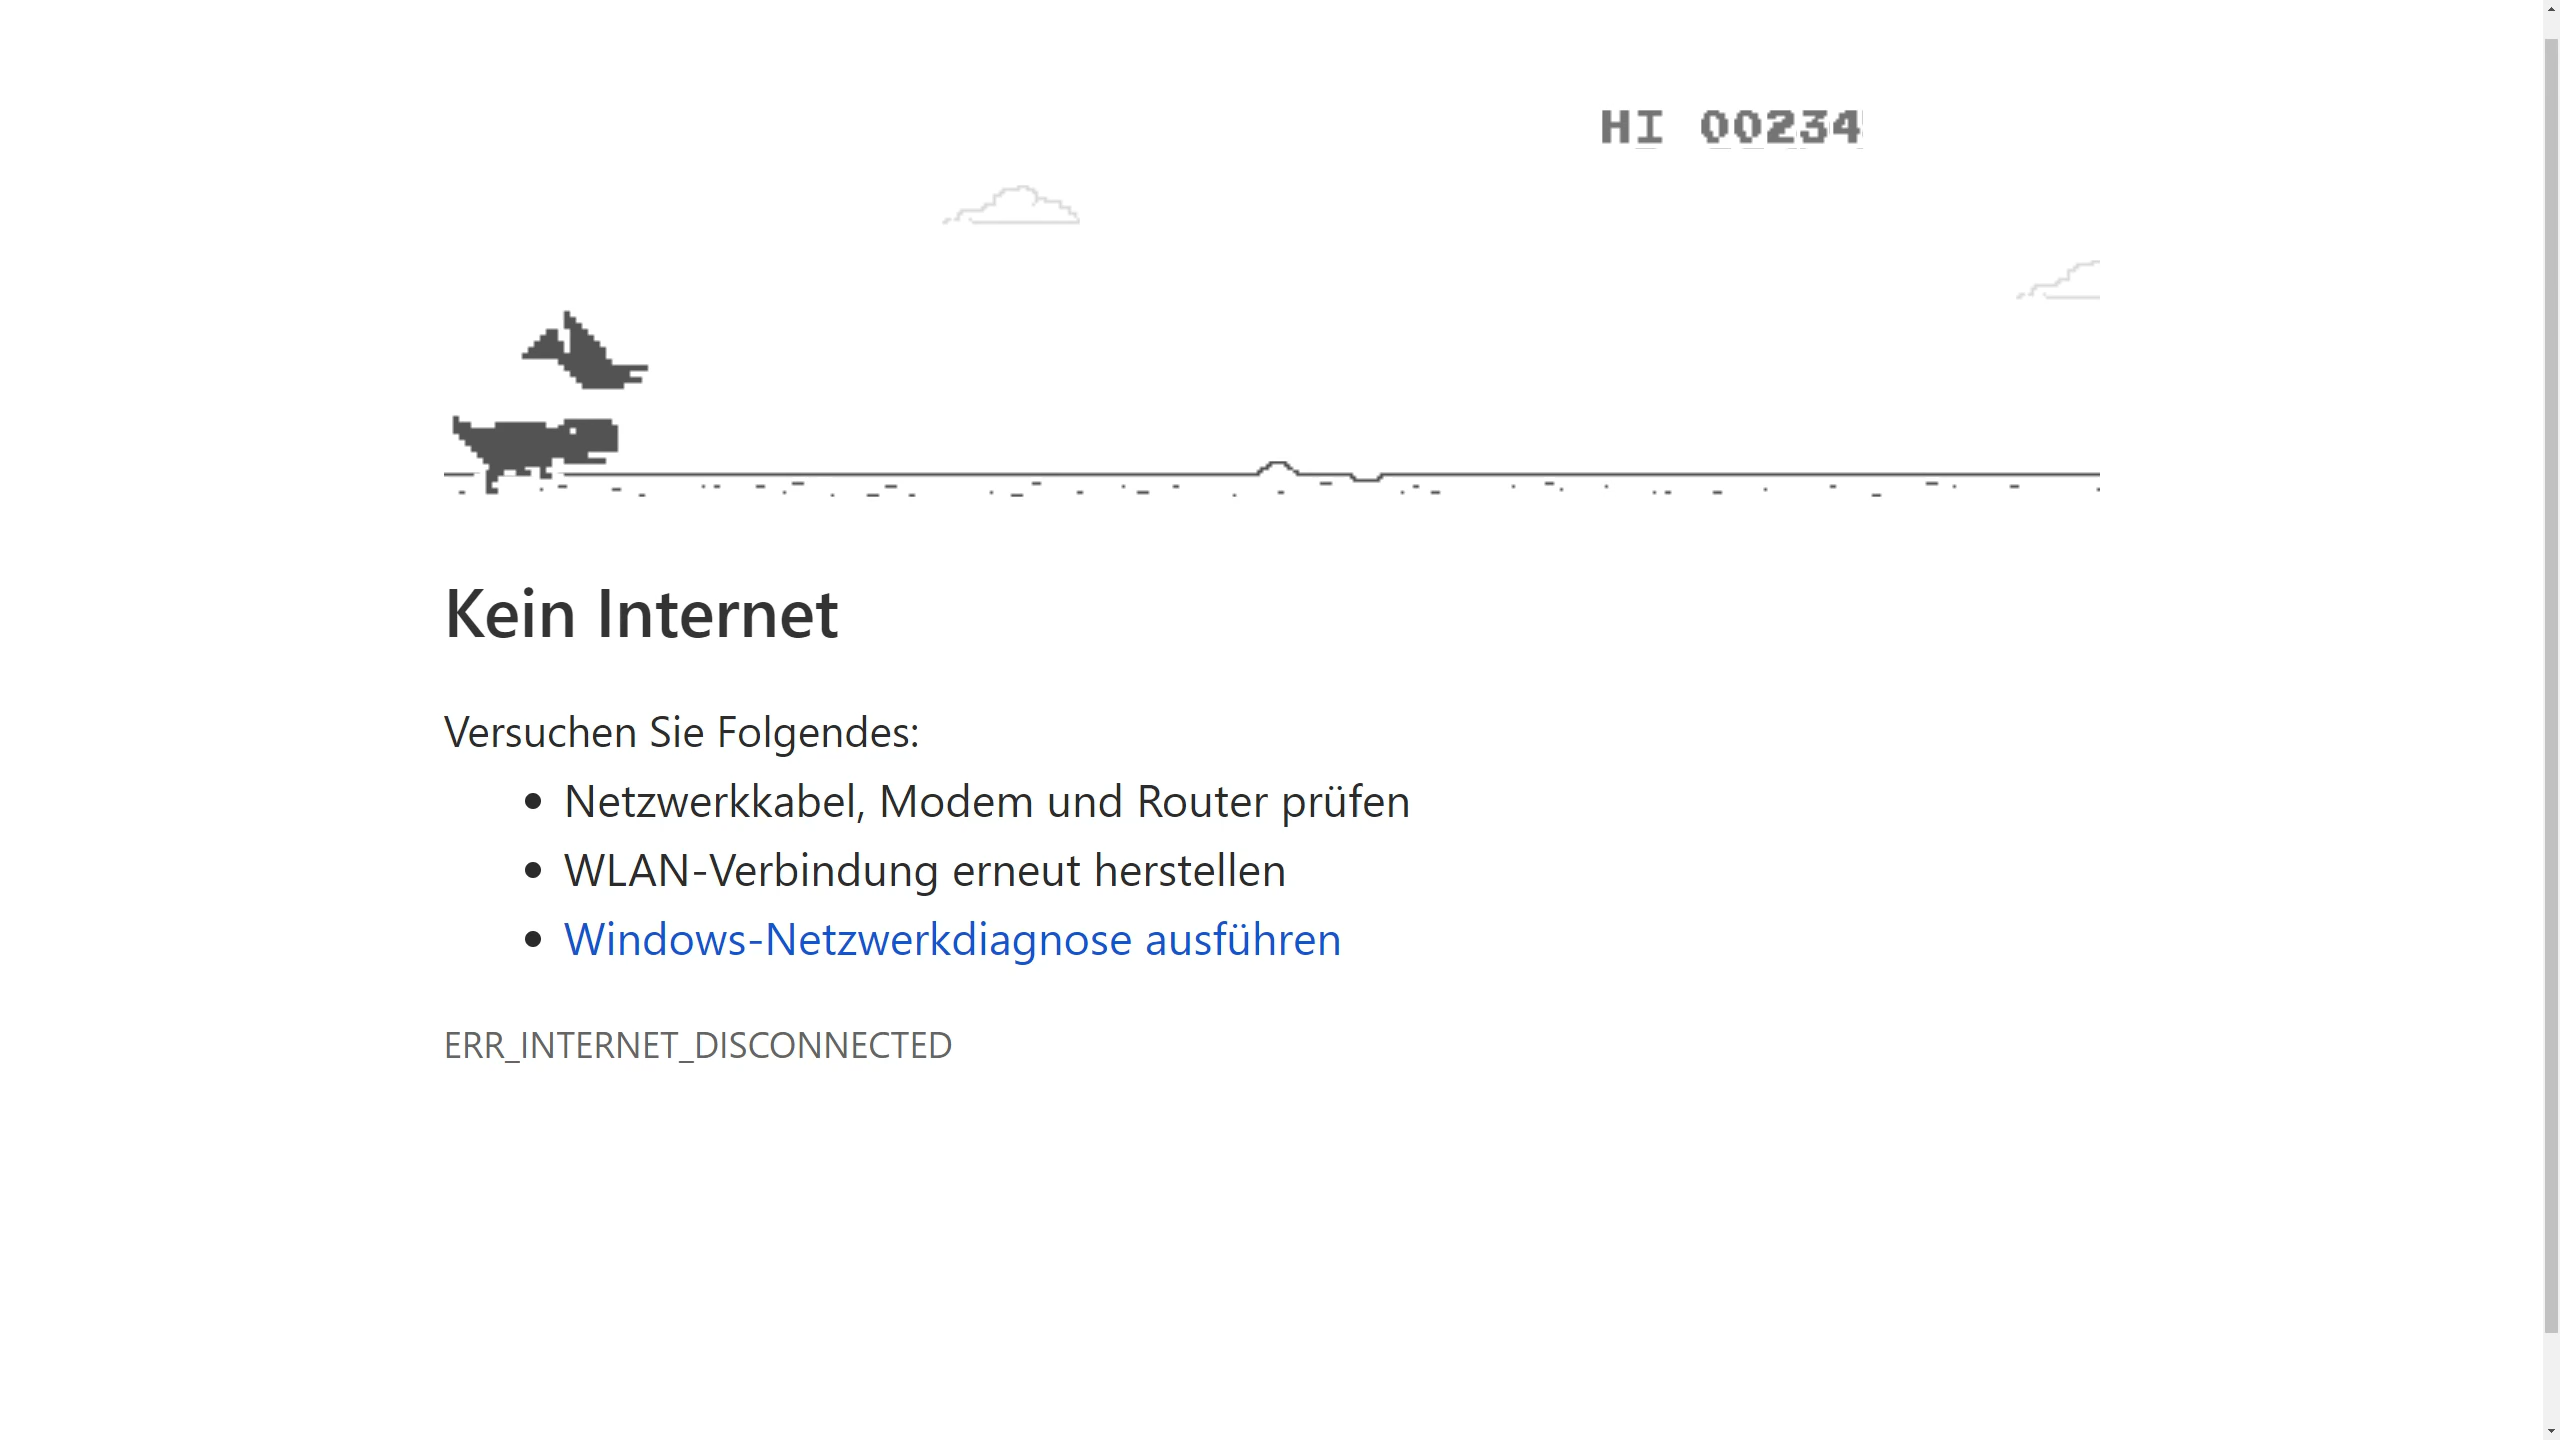 HI 00234
Kein Internet
Versuchen Sie Folgendes:
Netzwerkkabel, Modem und Router prüfen
WLAN-Verbindung erneut herstellen
Windows-Netzwerkdiagnose ausführen
ERR_INTERNET_DISCONNECTED